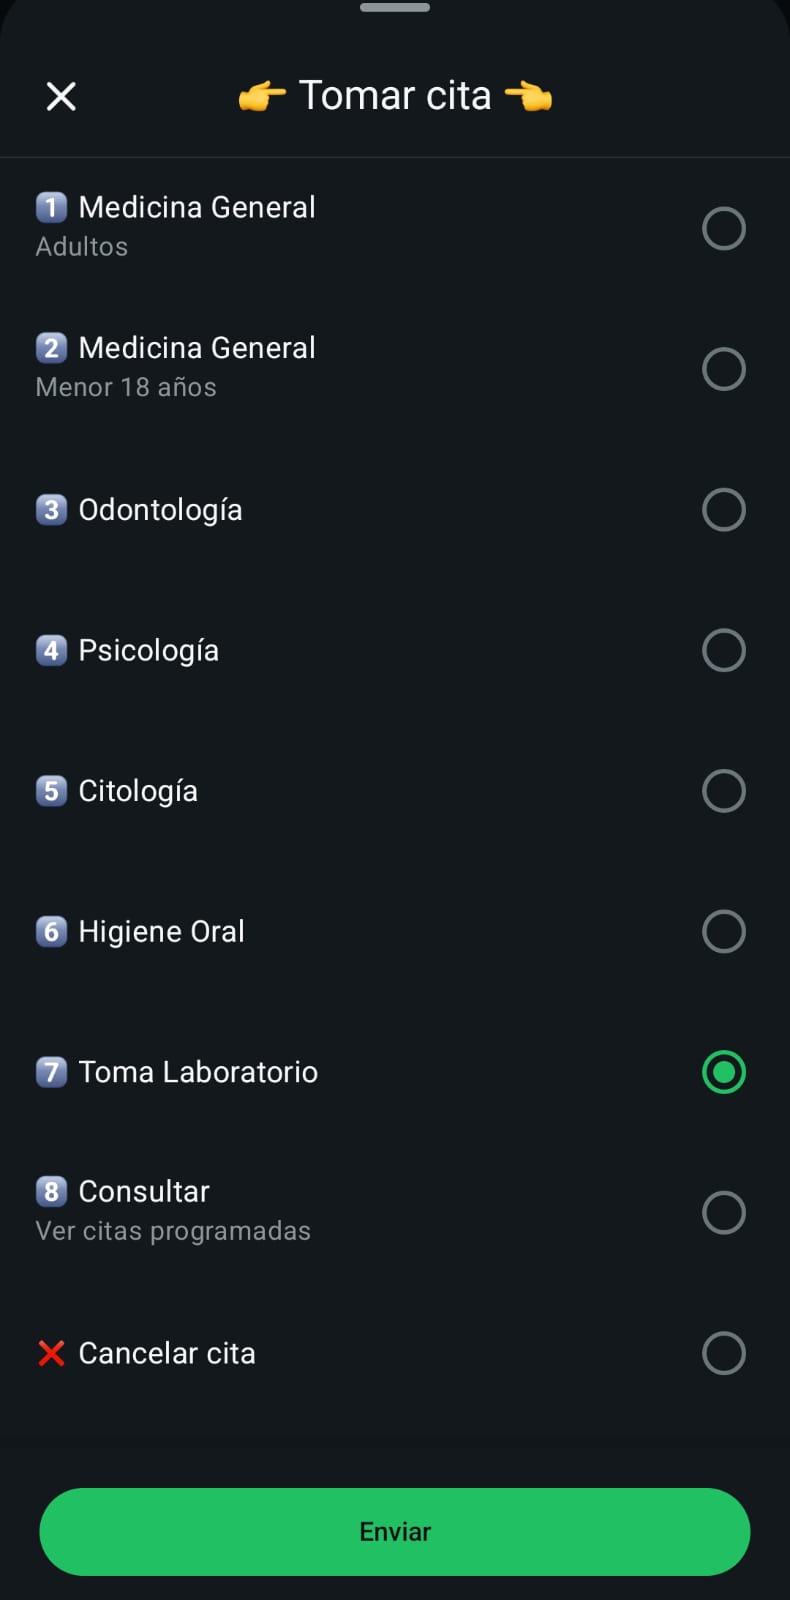 👉 Tomar cita 👈
1️⃣ Medicina General
Adultos
2️⃣ Medicina General
Menor 18 años
3️⃣ Odontología
4️⃣ Psicología
5️⃣ Citología
6️⃣ Higiene Oral
7️⃣ Toma Laboratorio
8️⃣ Consultar
Ver citas programadas
❌ Cancelar cita
Enviar